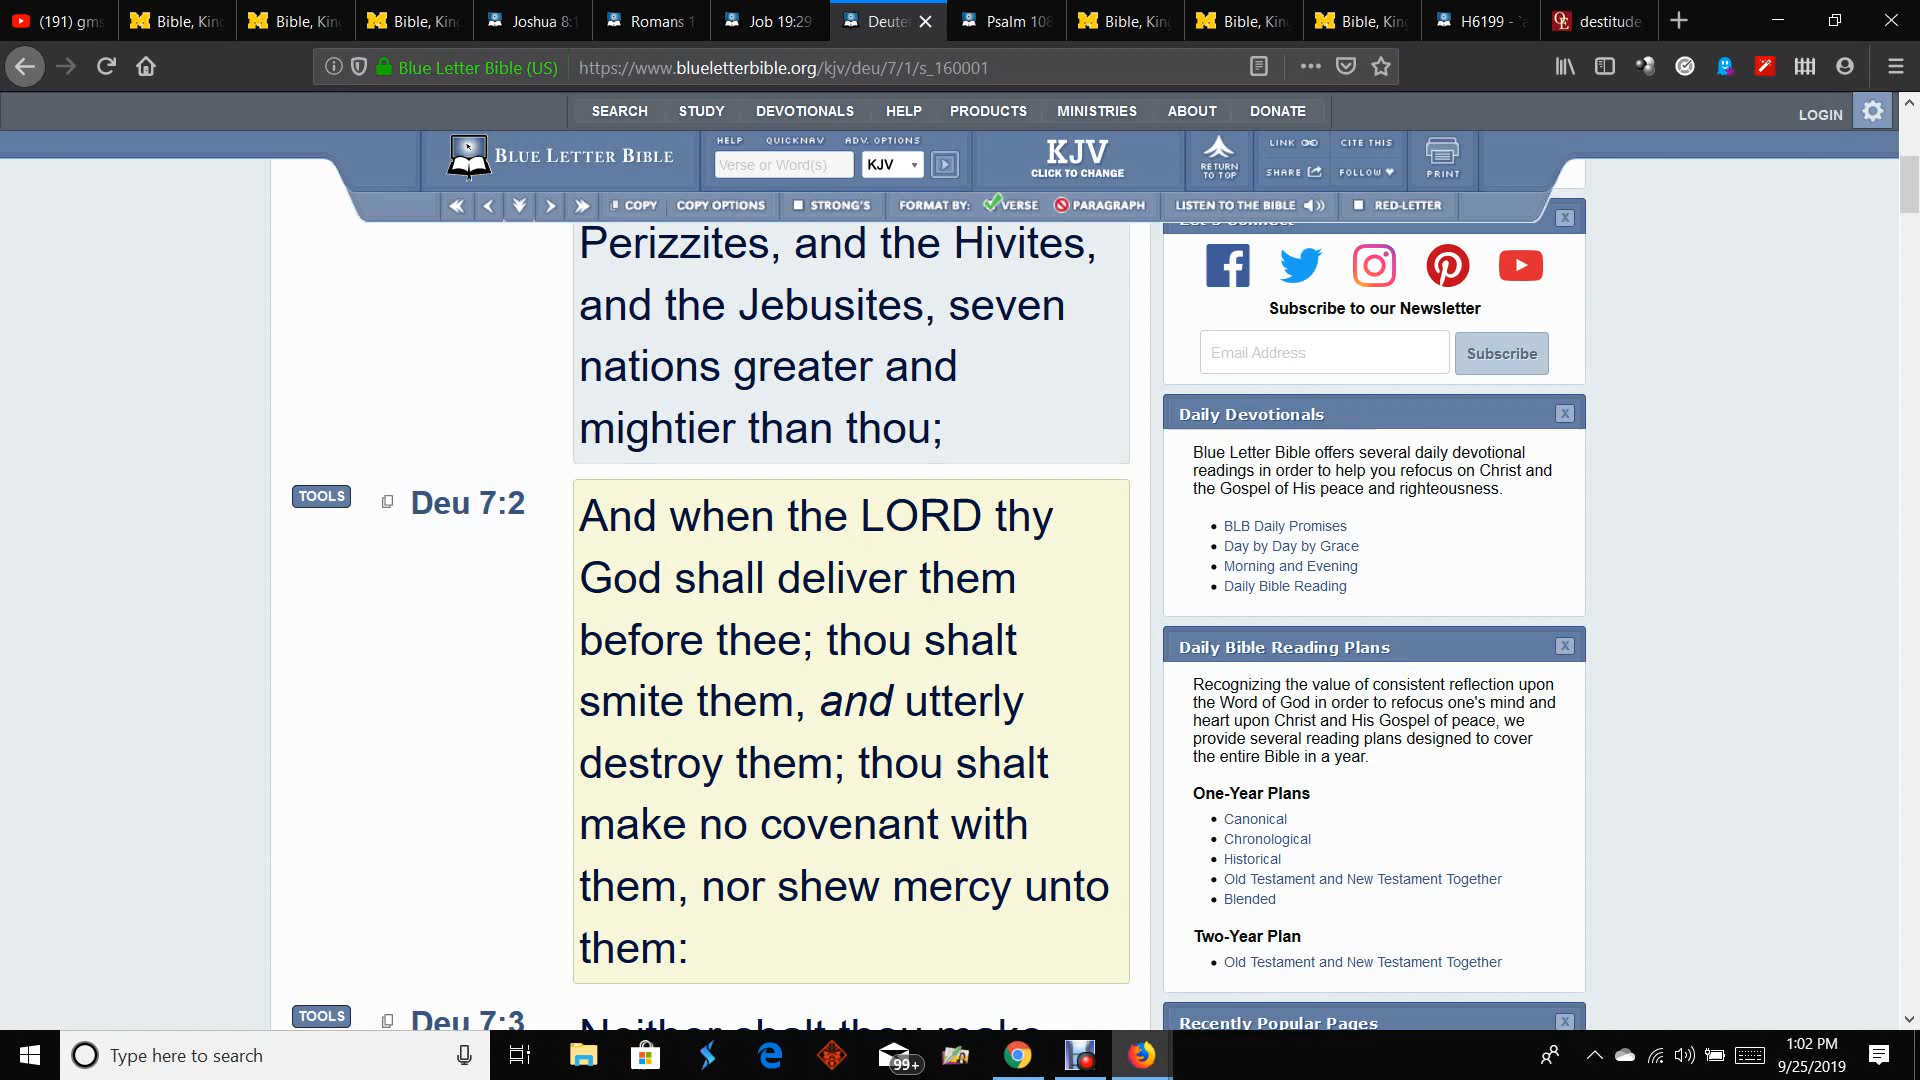 (191) gms
Bible, Kin
Bible, Kin
Bible, Kin
Joshua 8:1
Romans 1
Job 19:29
Deuter
Psalm 108
Bible, Kin
Bible, Kin
Bible, Kin
H6199 -
destitude
Blue Letter Bible (US)
https://www.blueletterbible.org/kjv/deu/7/1/s_160001
SEARCH STUDY DEVOTIONALS HELP PRODUCTS MINISTRIES ABOUT DONATE
LOGIN
BLUE LETTER BIBLE
HELP QUICKNAV ADV. OPTIONS
Verse or Word(s)
KJV
KJV
CLICK TO CHANGE
RETURN
TO TOP
LINK CITE THIS
SHARE FOLLOW
PRINT
COPY COPY OPTIONS STRONG'S FORMAT BY: VERSE PARAGRAPH LISTEN TO THE BIBLE RED-LETTER
Perizzites, and the Hivites,
and the Jebusites, seven
nations greater and
mightier than thou;
TOOLS Deu 7:2
And when the LORD thy
God shall deliver them
before thee; thou shalt
smite them, and utterly
destroy them; thou shalt
make no covenant with
them, nor shew mercy unto
them:
TOOLS Deu 7:3
Neither shalt thou make
Let's Connect
Subscribe to our Newsletter
Email Address
Subscribe
Daily Devotionals
Blue Letter Bible offers several daily devotional
readings in order to help you refocus on Christ and
the Gospel of His peace and righteousness.
BLB Daily Promises
Day by Day by Grace
Morning and Evening
Daily Bible Reading
Daily Bible Reading Plans
Recognizing the value of consistent reflection upon
the Word of God in order to refocus one's mind and
heart upon Christ and His Gospel of peace, we
provide several reading plans designed to cover
the entire Bible in a year.
One-Year Plans
Canonical
Chronological
Historical
Old Testament and New Testament Together
Blended
Two-Year Plan
Old Testament and New Testament Together
Recently Popular Pages
Type here to search
99+
1:02 PM
9/25/2019